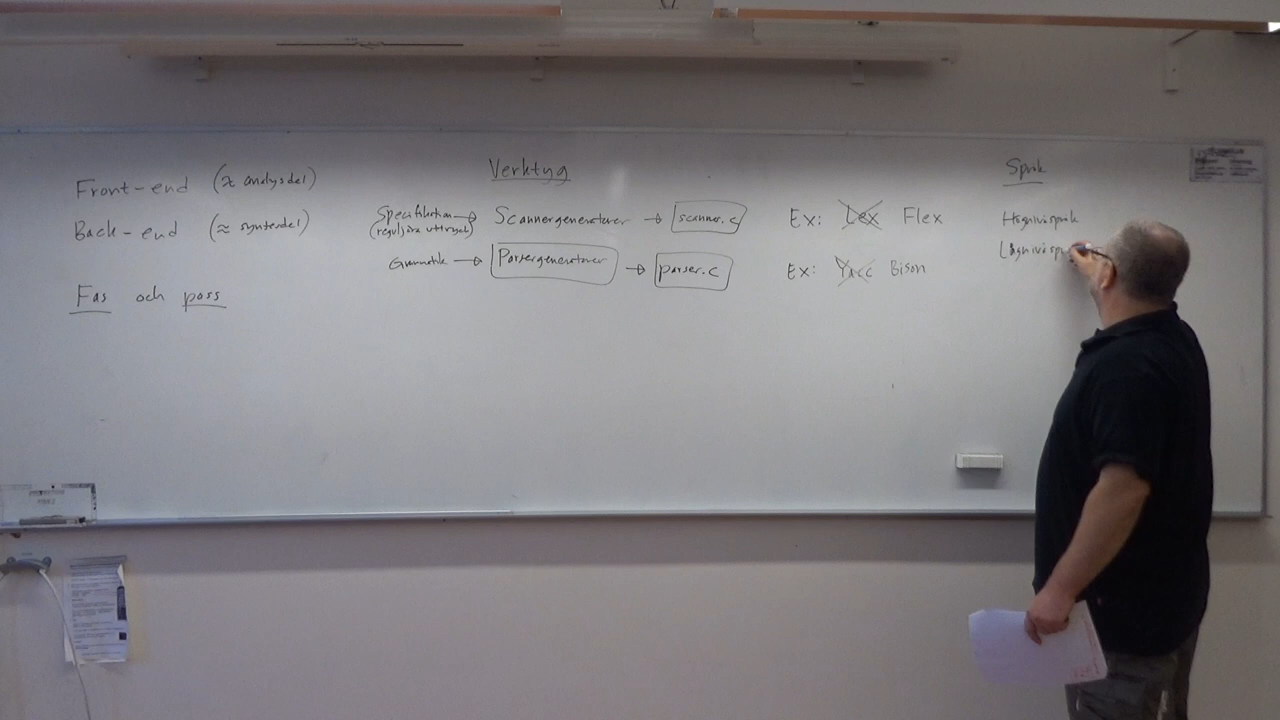 Front-end (≈ analysdel)
Back-end (≈ syntesdel)
Fas och pass
Verktyg
Specifikation → Scannergeneratorer → scanner.c
(reguljära uttryck)
Grammatik → Parsergeneratorer → parser.c
Ex: Lex Flex
Ex: Yacc Bison
Språk
Högnivåspråk
Lågnivåspr